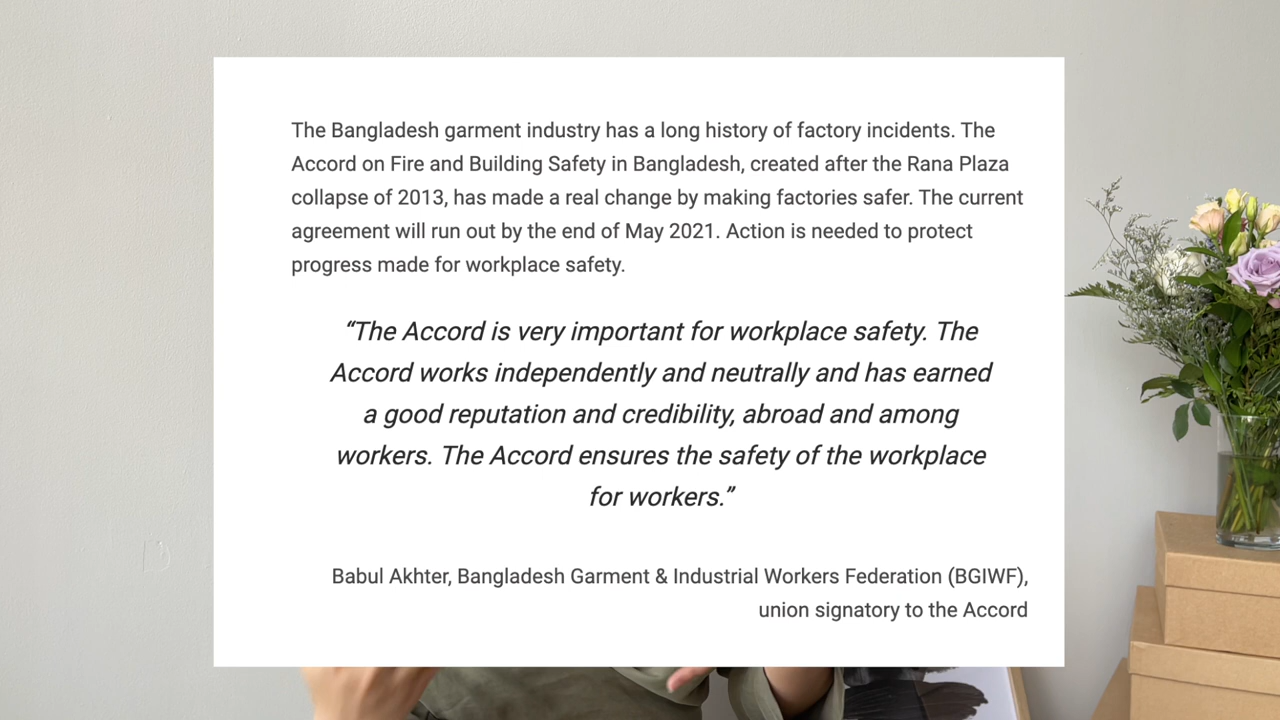 The Bangladesh garment industry has a long history of factory incidents. The
Accord on Fire and Building Safety in Bangladesh, created after the Rana Plaza
collapse of 2013, has made a real change by making factories safer. The current
agreement will run out by the end of May 2021. Action is needed to protect
progress made for workplace safety.
“The Accord is very important for workplace safety. The
Accord works independently and neutrally and has earned
a good reputation and credibility, abroad and among
workers. The Accord ensures the safety of the workplace
for workers.”
Babul Akhter, Bangladesh Garment & Industrial Workers Federation (BGIWF),
union signatory to the Accord